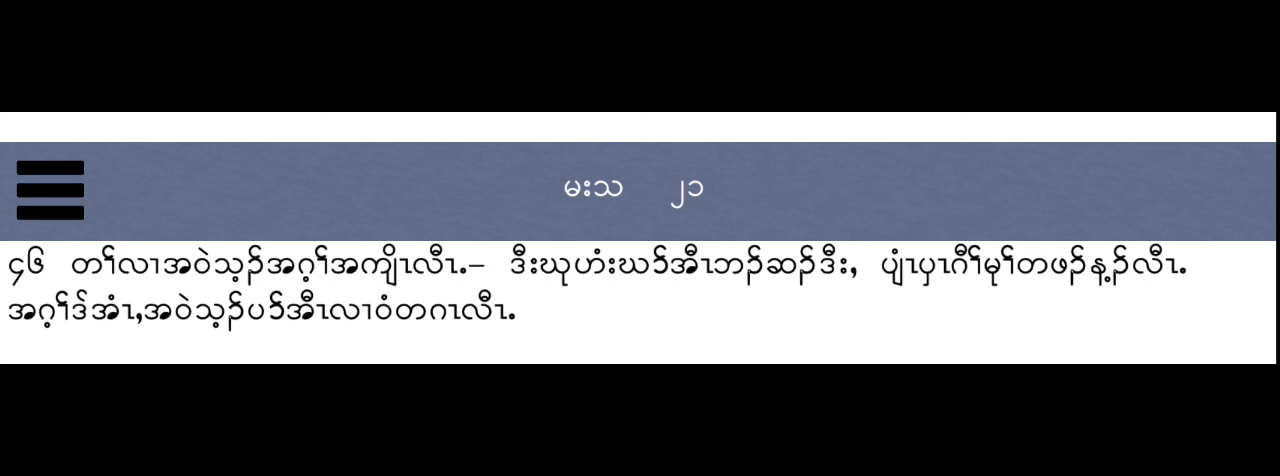 မးသ ၂၁
၄၆ တၢ်လၢအဝဲသ့ၣ်အဂ့ၢ်အကျိၤလီၤ.– ဒီးဃုဟံးဃာ်အီၤဘၣ်ဆၣ်ဒီး, ပျံၤပှၤဂီၢ်မုၢ်တဖၣ်န့ၣ်လီၤ.
အဂ့ၢ်ဒ်အံၤ,အဝဲသ့ၣ်ပာ်အီၤလၢဝံတဂၤလီၤ.